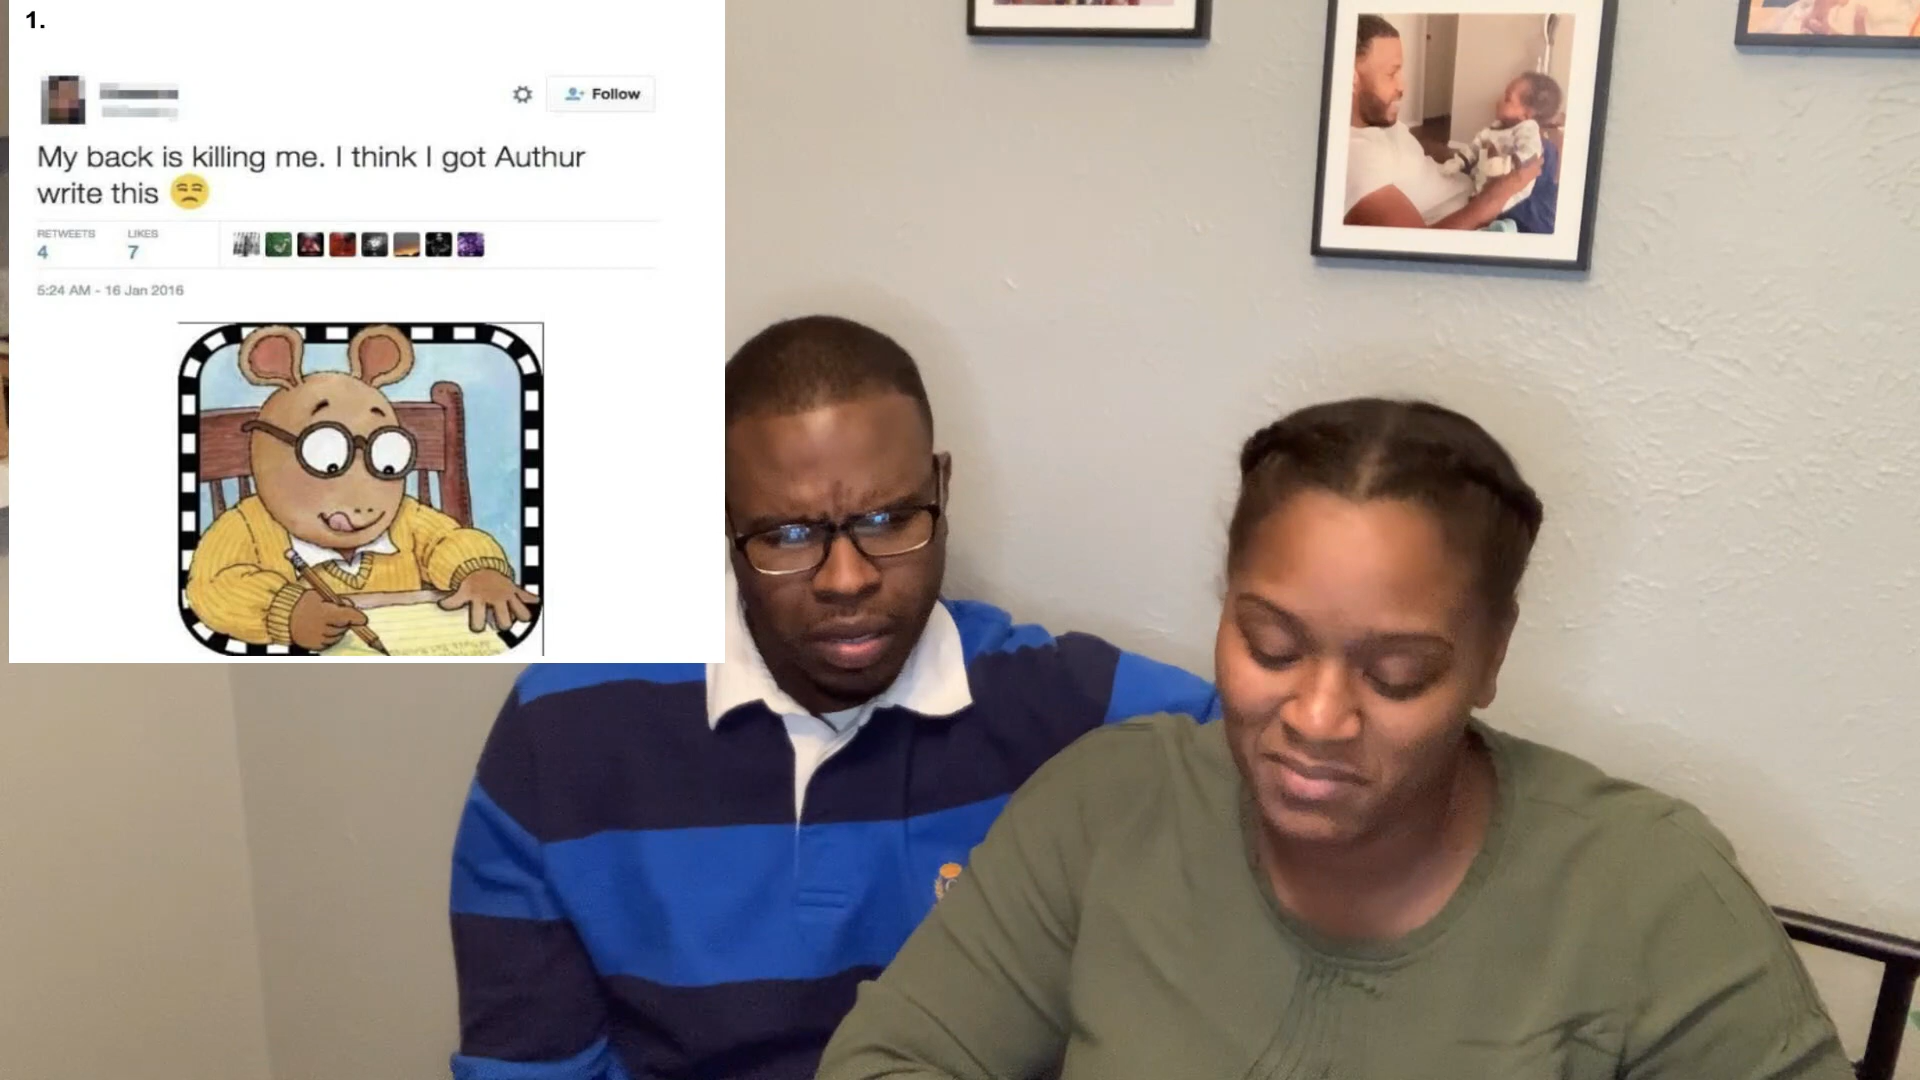 1.
Follow
My back is killing me. I think I got Authur
write this 😒
RETWEETS LIKES
4 7
5:24 AM - 16 Jan 2016